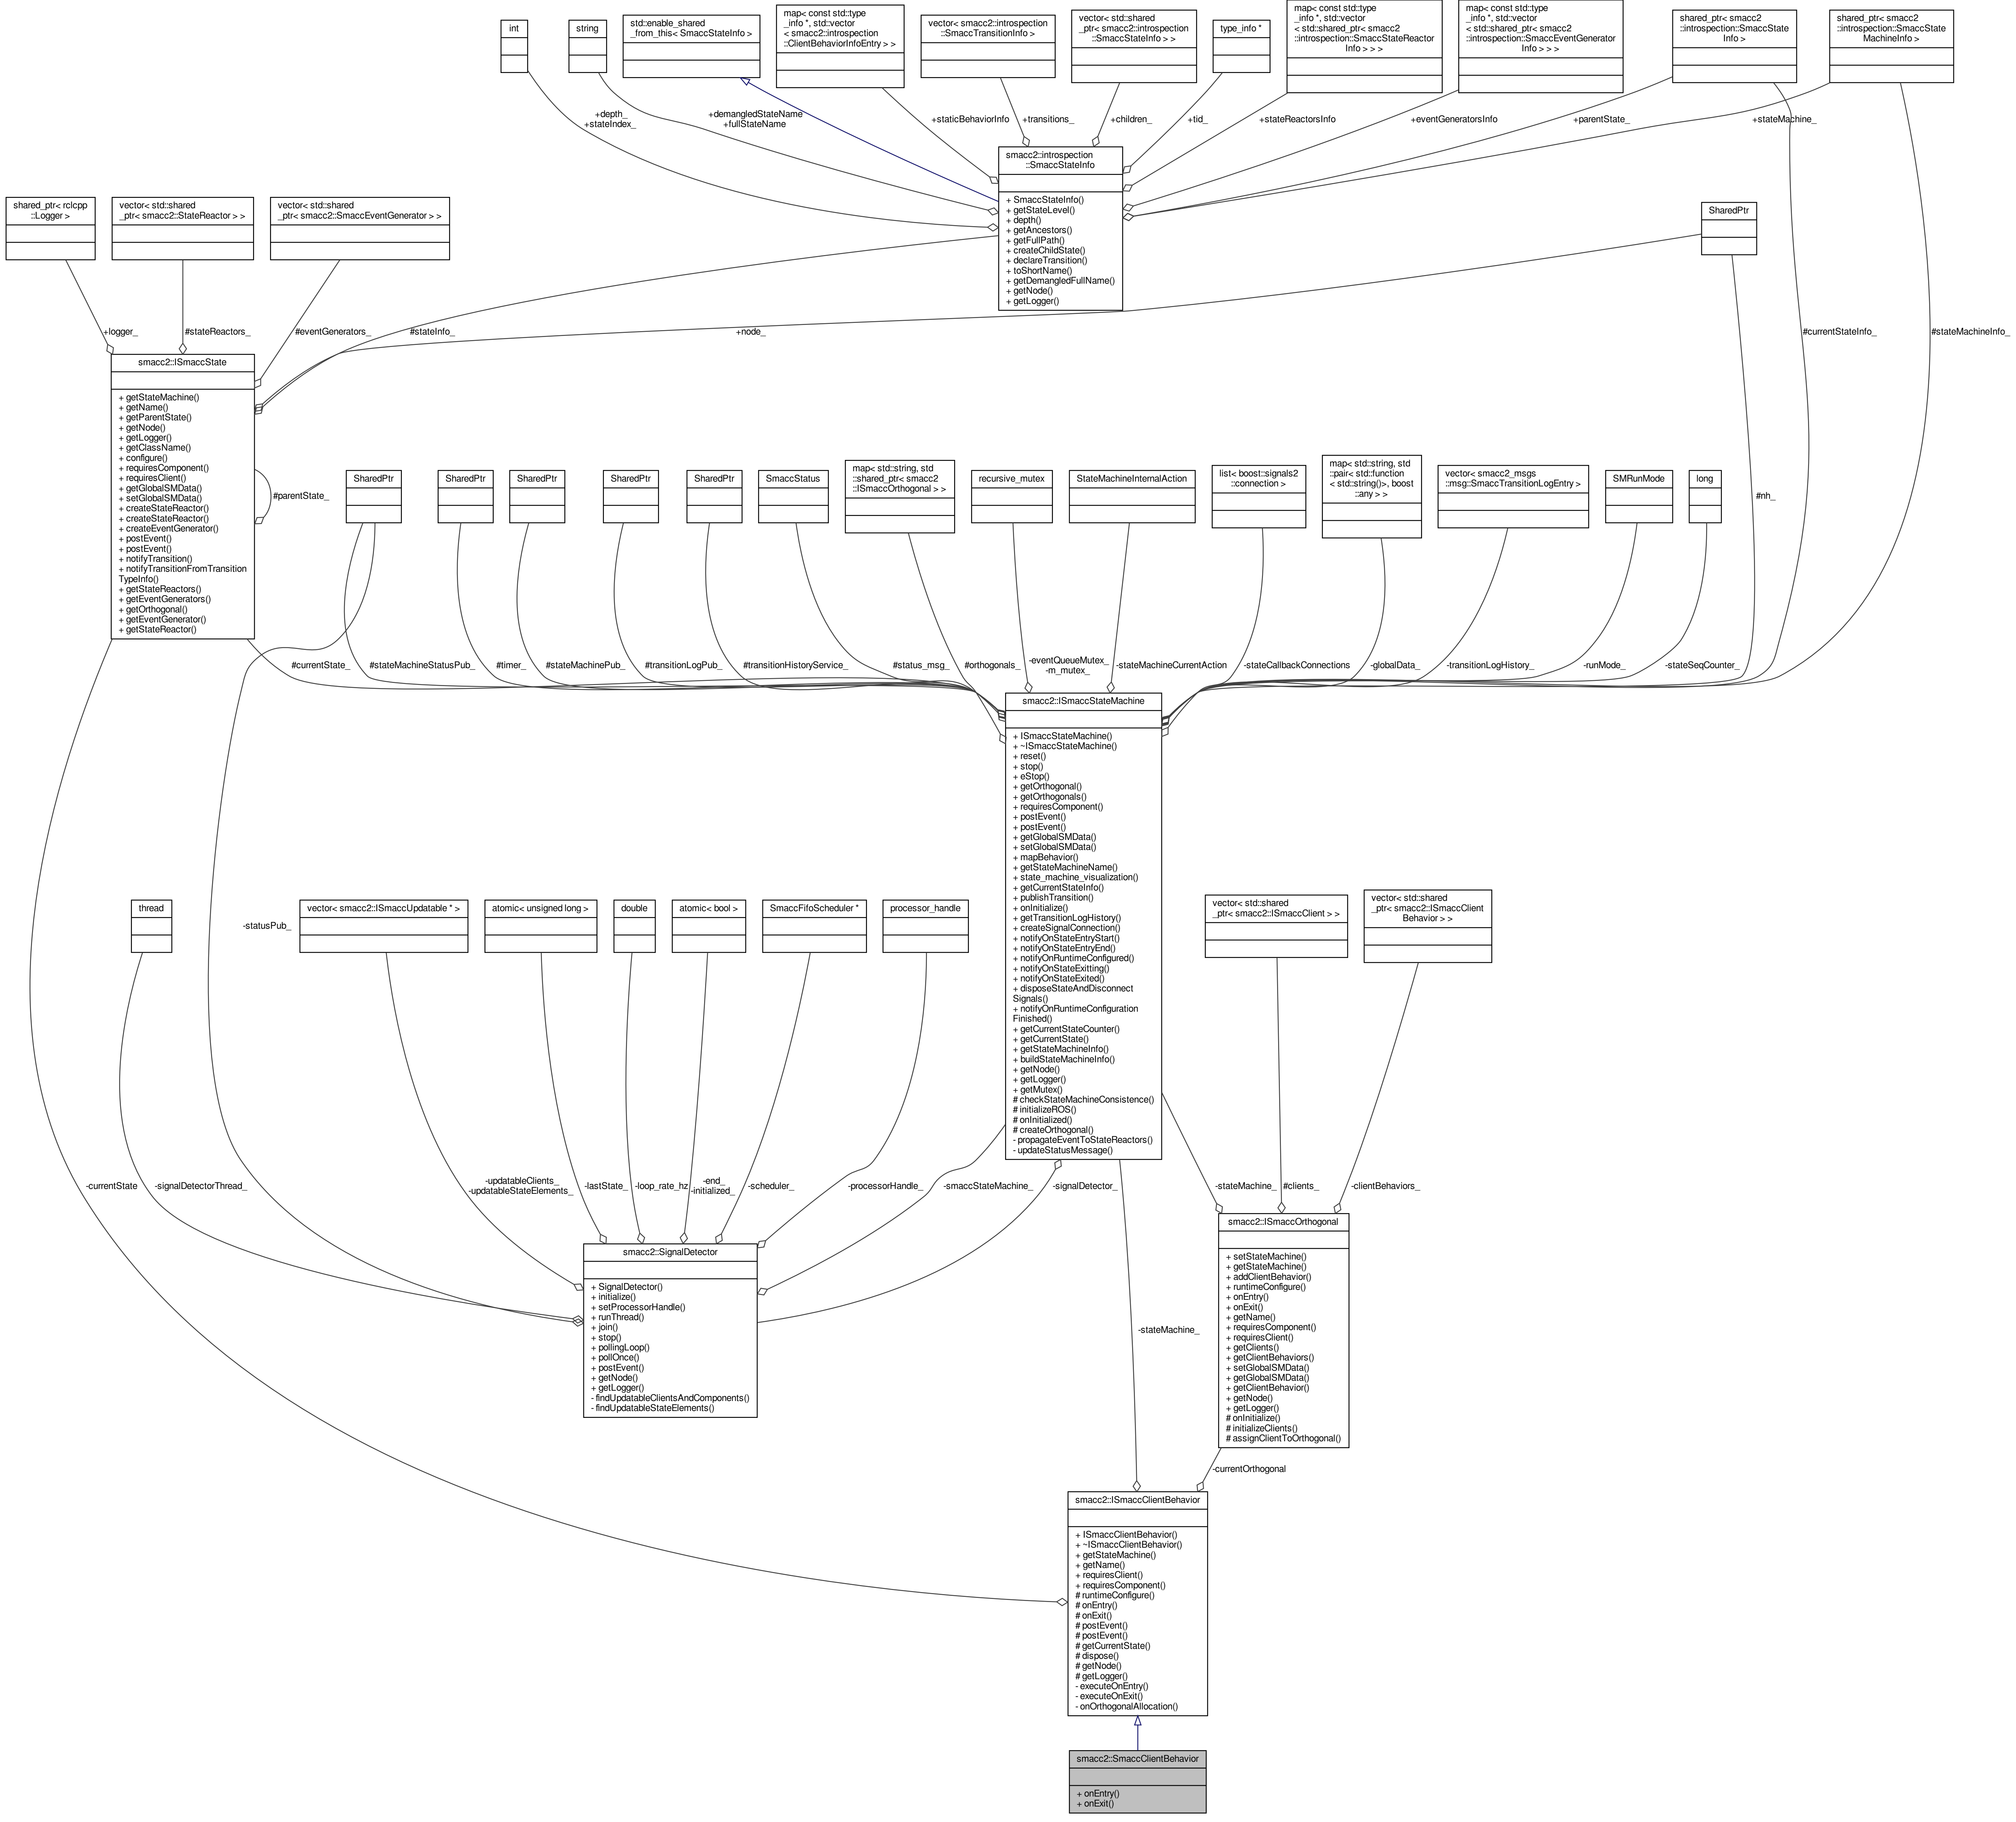 int
string
std::enable_shared
_from_this< SmaccStateInfo >
map< const std::type
_info *, std::vector
< smacc2::introspection
::ClientBehaviorInfoEntry > >
vector< smacc2::introspection
::SmaccTransitionInfo >
vector< std::shared
_ptr< smacc2::introspection
::SmaccStateInfo > >
type_info *
map< const std::type
_info *, std::vector
< std::shared_ptr< smacc2
::introspection::SmaccStateReactor
Info > > >
map< const std::type
_info *, std::vector
< std::shared_ptr< smacc2
::introspection::SmaccEventGenerator
Info > > >
shared_ptr< smacc2
::introspection::SmaccState
Info >
shared_ptr< smacc2
::introspection::SmaccState
MachineInfo >
+depth_
+stateIndex_
+demangledStateName
+fullStateName
+staticBehaviorInfo
+transitions_
+children_
+tid_
+stateReactorsInfo
+eventGeneratorsInfo
+parentState_
+stateMachine_
smacc2::introspection
::SmaccStateInfo
+ SmaccStateInfo()
+ getStateLevel()
+ depth()
+ getAncestors()
+ getFullPath()
+ createChildState()
+ declareTransition()
+ toShortName()
+ getDemangledFullName()
+ getNode()
+ getLogger()
shared_ptr< rclcpp
::Logger >
vector< std::shared
_ptr< smacc2::StateReactor > >
vector< std::shared
_ptr< smacc2::SmaccEventGenerator > >
SharedPtr
+logger_
#stateReactors_
#eventGenerators_
#stateInfo_
+node_
#currentStateInfo_
#stateMachineInfo_
smacc2::ISmaccState
+ getStateMachine()
+ getName()
+ getParentState()
+ getNode()
+ getLogger()
+ getClassName()
+ configure()
+ requiresComponent()
+ requiresClient()
+ getGlobalSMData()
+ setGlobalSMData()
+ createStateReactor()
+ createStateReactor()
+ createEventGenerator()
+ postEvent()
+ postEvent()
+ notifyTransition()
+ notifyTransitionFromTransition
TypeInfo()
+ getStateReactors()
+ getEventGenerators()
+ getOrthogonal()
+ getEventGenerator()
+ getStateReactor()
#parentState_
SharedPtr
SharedPtr
SharedPtr
SharedPtr
SharedPtr
SmaccStatus
map< std::string, std
::shared_ptr< smacc2
::ISmaccOrthogonal > >
recursive_mutex
StateMachineInternalAction
list< boost::signals2
::connection >
map< std::string, std
::pair< std::function
< std::string()>, boost
::any > >
vector< smacc2_msgs
::msg::SmaccTransitionLogEntry >
SMRunMode
long
#nh_
#currentState_
#stateMachineStatusPub_
#timer_
#stateMachinePub_
#transitionLogPub_
#transitionHistoryService_
#status_msg_
#orthogonals_
-eventQueueMutex_
-m_mutex_
-stateMachineCurrentAction
-stateCallbackConnections
-globalData_
-transitionLogHistory_
-runMode_
-stateSeqCounter_
smacc2::ISmaccStateMachine
+ ISmaccStateMachine()
+ ~ISmaccStateMachine()
+ reset()
+ stop()
+ eStop()
+ getOrthogonal()
+ getOrthogonals()
+ requiresComponent()
+ postEvent()
+ postEvent()
+ getGlobalSMData()
+ setGlobalSMData()
+ mapBehavior()
+ getStateMachineName()
+ state_machine_visualization()
+ getCurrentStateInfo()
+ publishTransition()
+ onInitialize()
+ getTransitionLogHistory()
+ createSignalConnection()
+ notifyOnStateEntryStart()
+ notifyOnStateEntryEnd()
+ notifyOnRuntimeConfigured()
+ notifyOnStateExitting()
+ notifyOnStateExited()
+ disposeStateAndDisconnect
Signals()
+ notifyOnRuntimeConfiguration
Finished()
+ getCurrentStateCounter()
+ getCurrentState()
+ getStateMachineInfo()
+ buildStateMachineInfo()
+ getNode()
+ getLogger()
+ getMutex()
# checkStateMachineConsistence()
# initializeROS()
# onInitialized()
# createOrthogonal()
- propagateEventToStateReactors()
- updateStatusMessage()
thread
-statusPub_
vector< smacc2::ISmaccUpdatable * >
atomic< unsigned long >
double
atomic< bool >
SmaccFifoScheduler *
processor_handle
vector< std::shared
_ptr< smacc2::ISmaccClient > >
vector< std::shared
_ptr< smacc2::ISmaccClient
Behavior > >
-currentState
-signalDetectorThread_
-updatableClients_
-updatableStateElements_
-lastState_
-loop_rate_hz
-end_
-initialized_
-scheduler_
-processorHandle_
-smaccStateMachine_
-signalDetector_
-stateMachine_
#clients_
-clientBehaviors_
smacc2::SignalDetector
+ SignalDetector()
+ initialize()
+ setProcessorHandle()
+ runThread()
+ join()
+ stop()
+ pollingLoop()
+ pollOnce()
+ postEvent()
+ getNode()
+ getLogger()
- findUpdatableClientsAndComponents()
- findUpdatableStateElements()
-stateMachine_
smacc2::ISmaccOrthogonal
+ setStateMachine()
+ getStateMachine()
+ addClientBehavior()
+ runtimeConfigure()
+ onEntry()
+ onExit()
+ getName()
+ requiresComponent()
+ requiresClient()
+ getClients()
+ getClientBehaviors()
+ setGlobalSMData()
+ getGlobalSMData()
+ getClientBehavior()
+ getNode()
+ getLogger()
# onInitialize()
# initializeClients()
# assignClientToOrthogonal()
-currentOrthogonal
smacc2::ISmaccClientBehavior
+ ISmaccClientBehavior()
+ ~ISmaccClientBehavior()
+ getStateMachine()
+ getName()
+ requiresClient()
+ requiresComponent()
# runtimeConfigure()
# onEntry()
# onExit()
# postEvent()
# postEvent()
# getCurrentState()
# dispose()
# getNode()
# getLogger()
- executeOnEntry()
- executeOnExit()
- onOrthogonalAllocation()
smacc2::SmaccClientBehavior
+ onEntry()
+ onExit()